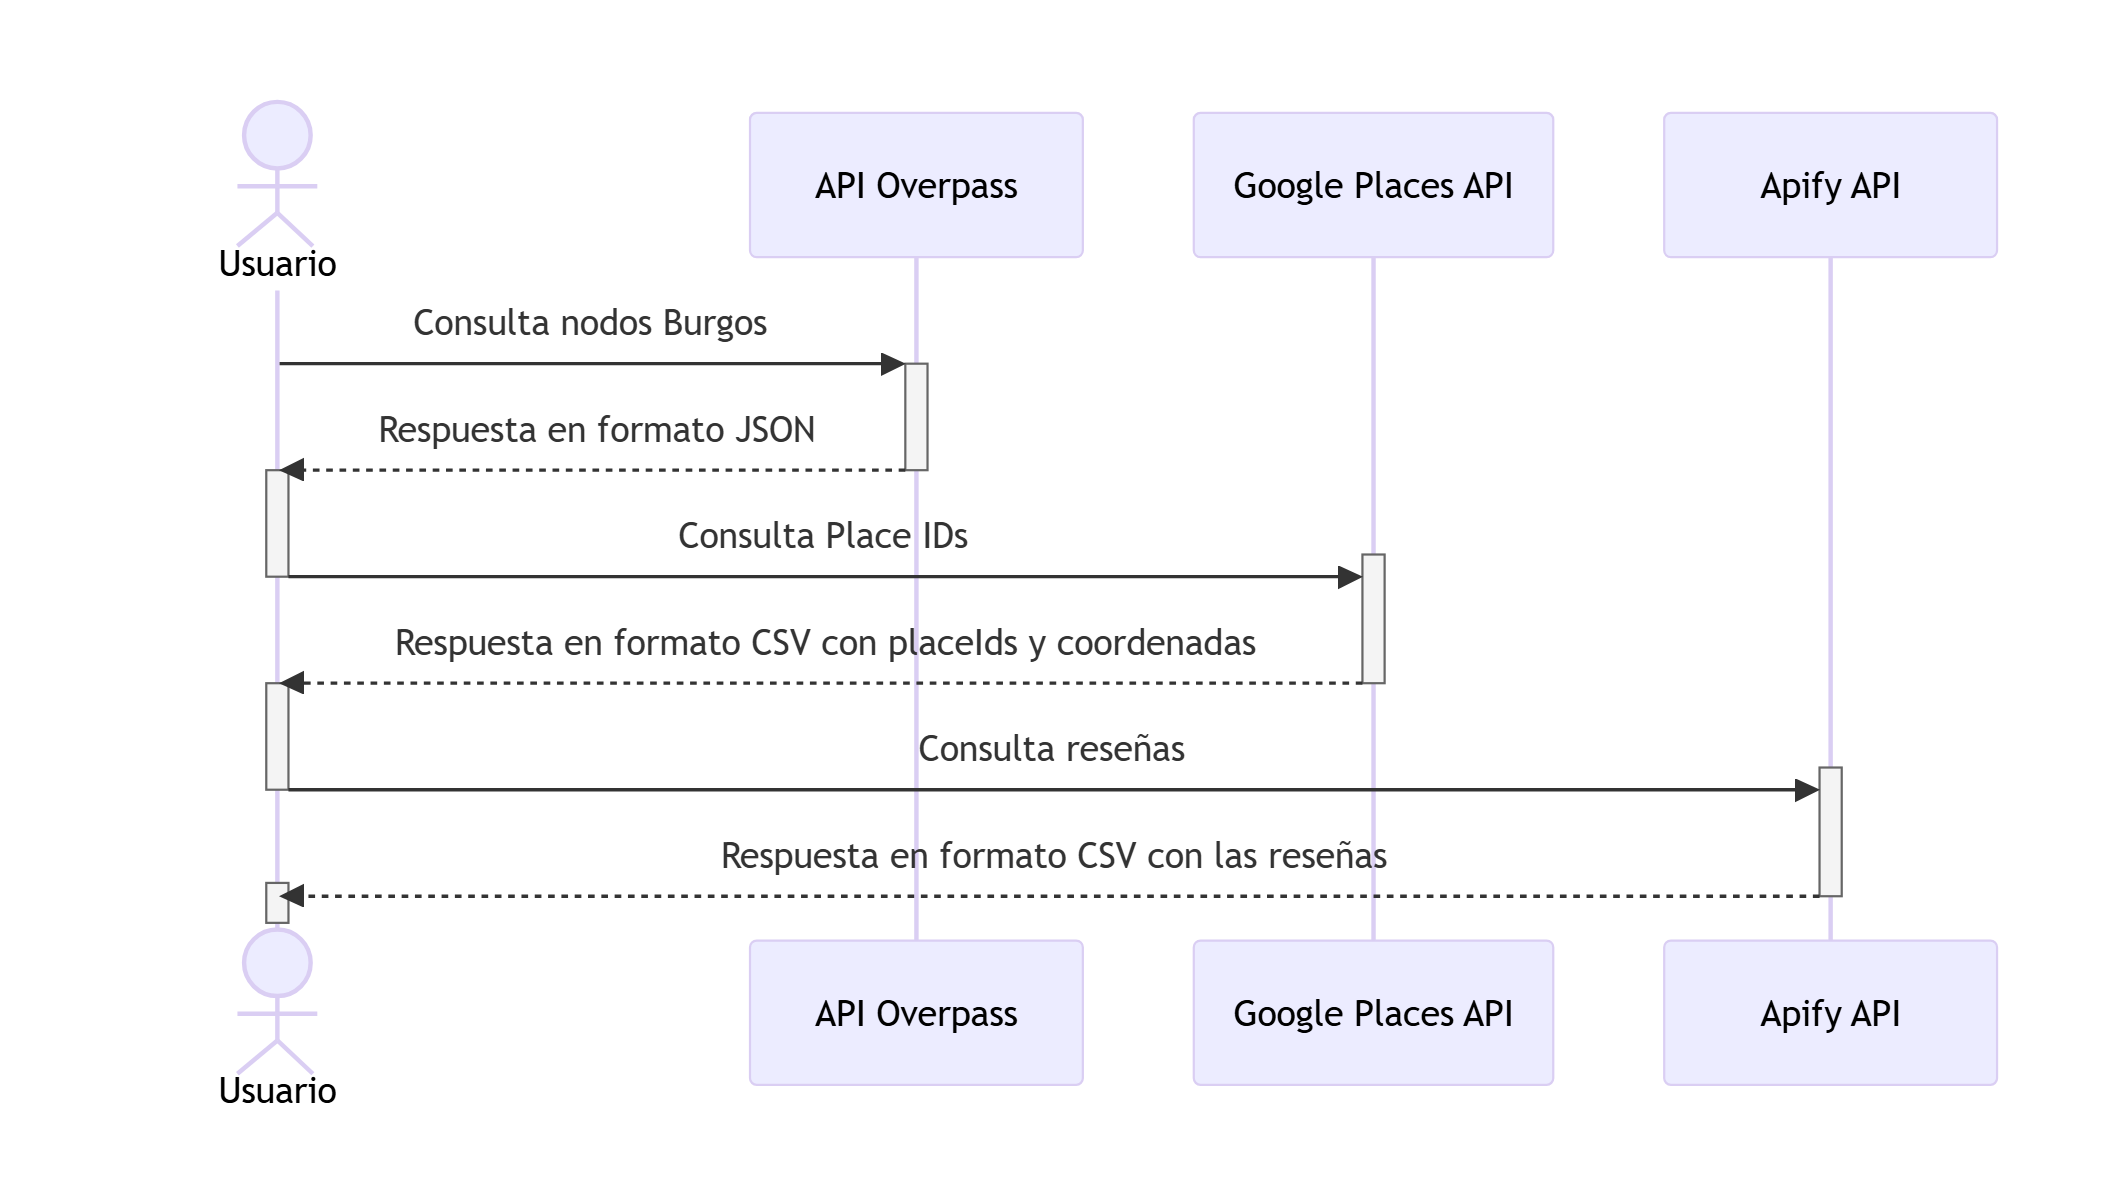 Usuario
API Overpass
Google Places API
Apify API
Consulta nodos Burgos
Respuesta en formato JSON
Consulta Place IDs
Respuesta en formato CSV con placeIds y coordenadas
Consulta reseñas
Respuesta en formato CSV con las reseñas
Usuario
API Overpass
Google Places API
Apify API